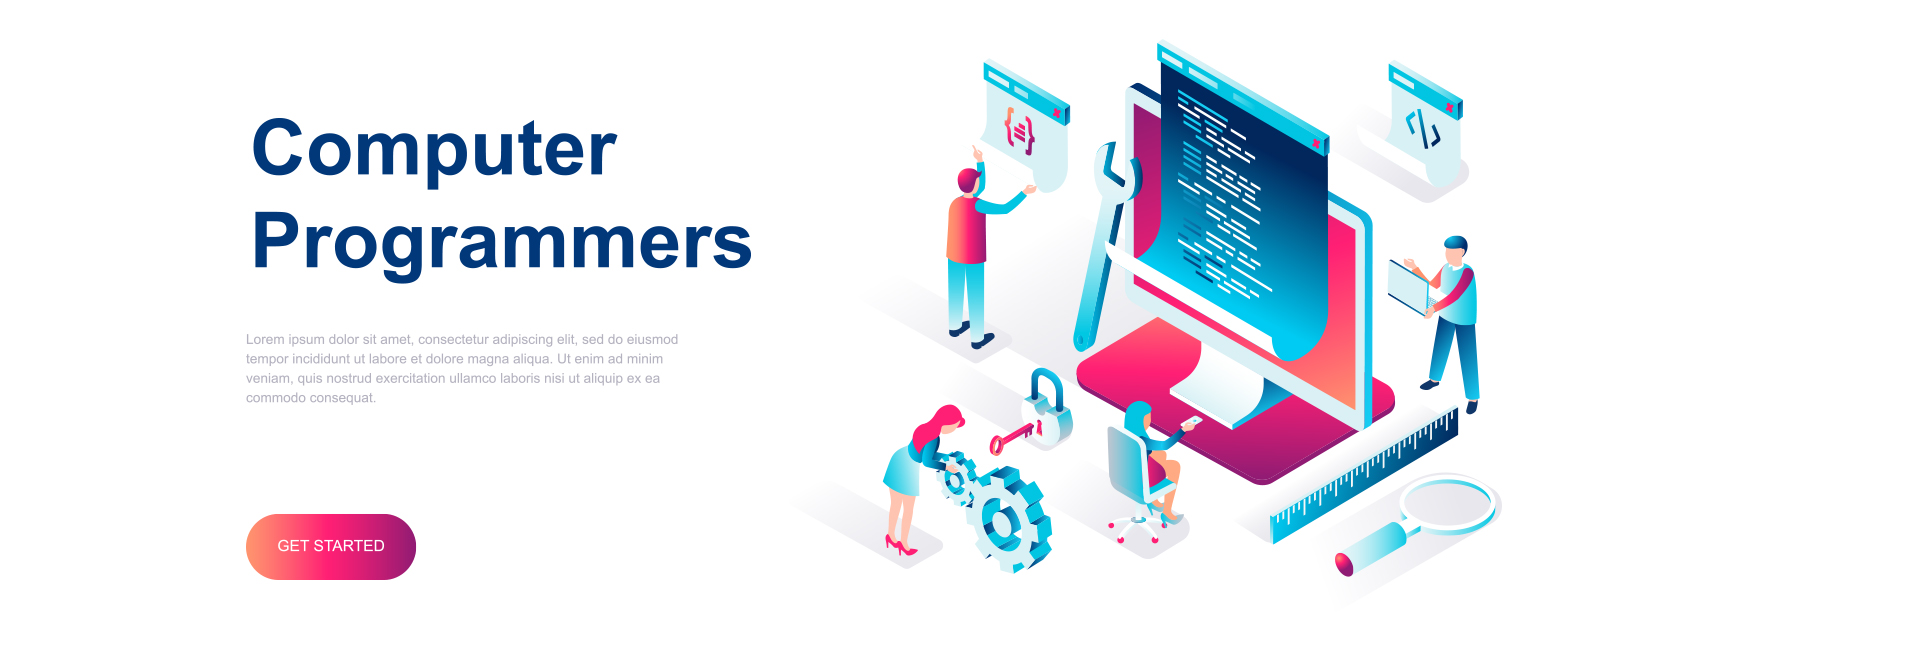 Computer
Programmers
Lorem ipsum dolor sit amet, consectetur adipiscing elit, sed do eiusmod
tempor incididunt ut labore et dolore magna aliqua. Ut enim ad minim
veniam, quis nostrud exercitation ullamco laboris nisi ut aliquip ex ea
commodo consequat.
GET STARTED